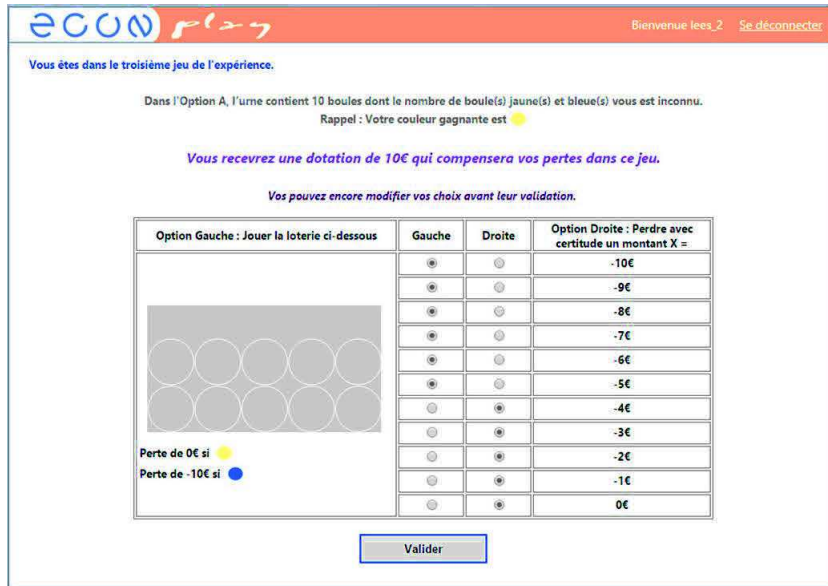 econ play
Bienvenue lees_2 Se déconnecter
Vous êtes dans le troisième jeu de l'expérience.
Dans l'Option A, l'urne contient 10 boules dont le nombre de boule(s) jaune(s) et bleue(s) vous est inconnu.
Rappel : Votre couleur gagnante est
Vous recevrez une dotation de 10€ qui compensera vos pertes dans ce jeu.
Vos pouvez encore modifier vos choix avant leur validation.
Option Gauche : Jouer la loterie ci-dessous Gauche Droite Option Droite : Perdre avec
certitude un montant X =
-10€
-9€
-8€
-7€
-6€
-5€
-4€
-3€
-2€
-1€
0€
Perte de 0€ si
Perte de -10€ si
Valider